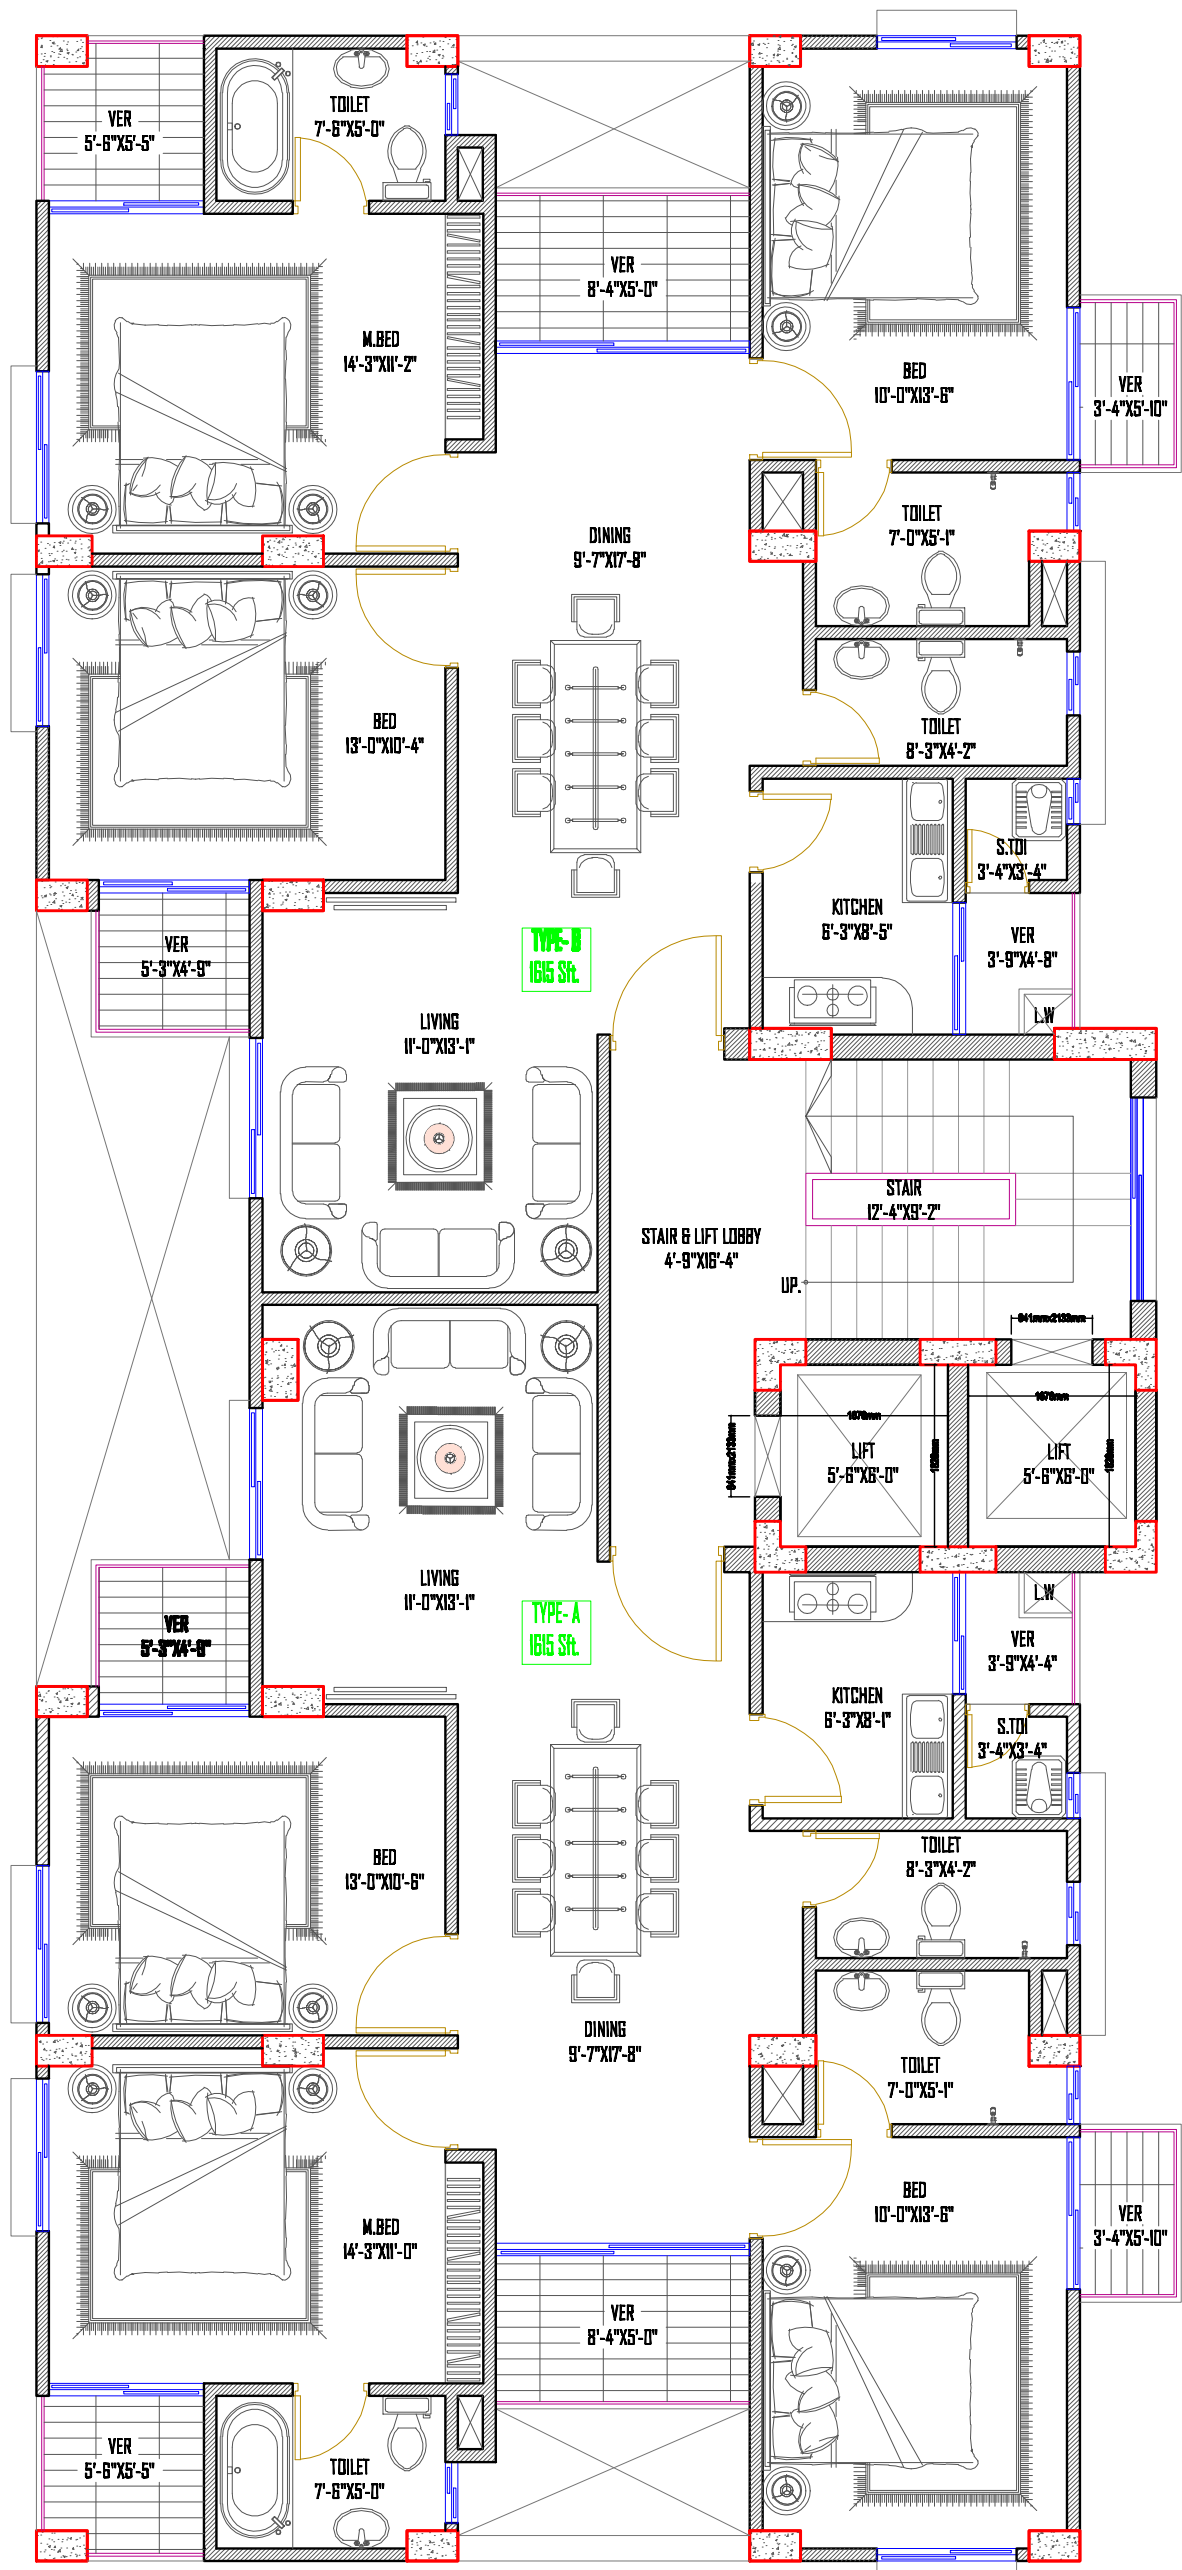 VER
5'-6"X5'-5"
TOILET
7'-6"X5'-0"
VER
8'-4"X5'-0"
M.BED
14'-3"X11'-2"
BED
10'-0"X13'-6"
VER
3'-4"X5'-10"
TOILET
7'-0"X5'-1"
DINING
9'-7"X17'-8"
BED
13'-0"X10'-4"
TOILET
8'-3"X4'-2"
S.TOI
3'-4"X3'-4"
KITCHEN
6'-3"X8'-5"
VER
3'-9"X4'-8"
VER
5'-3"X4'-9"
TYPE- B
1615 Sft.
L.W
LIVING
11'-0"X13'-1"
STAIR
12'-4"X9'-2"
STAIR & LIFT LOBBY
4'-9"X16'-4"
UP.
LIFT
5'-6"X6'-0"
LIFT
5'-6"X6'-0"
LIVING
11'-0"X13'-1"
L.W
TYPE- A
1615 Sft.
VER
5'-3"X4'-9"
VER
3'-9"X4'-4"
KITCHEN
6'-3"X8'-1"
S.TOI
3'-4"X3'-4"
BED
13'-0"X10'-6"
TOILET
8'-3"X4'-2"
DINING
9'-7"X17'-8"
TOILET
7'-0"X5'-1"
BED
10'-0"X13'-6"
VER
3'-4"X5'-10"
M.BED
14'-3"X11'-0"
VER
8'-4"X5'-0"
VER
5'-6"X5'-5"
TOILET
7'-6"X5'-0"